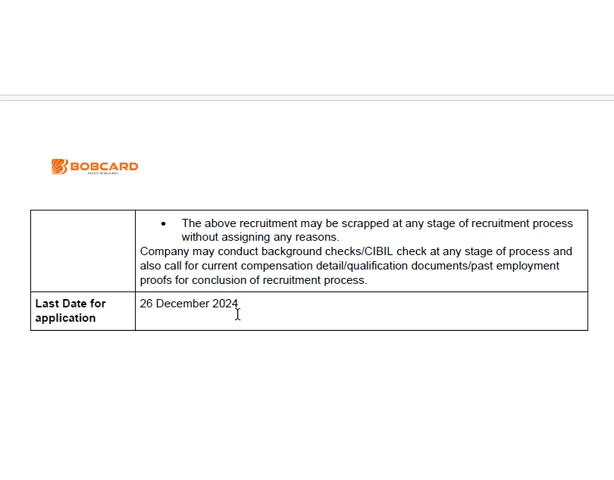 BOBCARD
• The above recruitment may be scrapped at any stage of recruitment process
without assigning any reasons.
Company may conduct background checks/CIBIL check at any stage of process and
also call for current compensation detail/qualification documents/past employment
proofs for conclusion of recruitment process.
Last Date for
application
26 December 2024